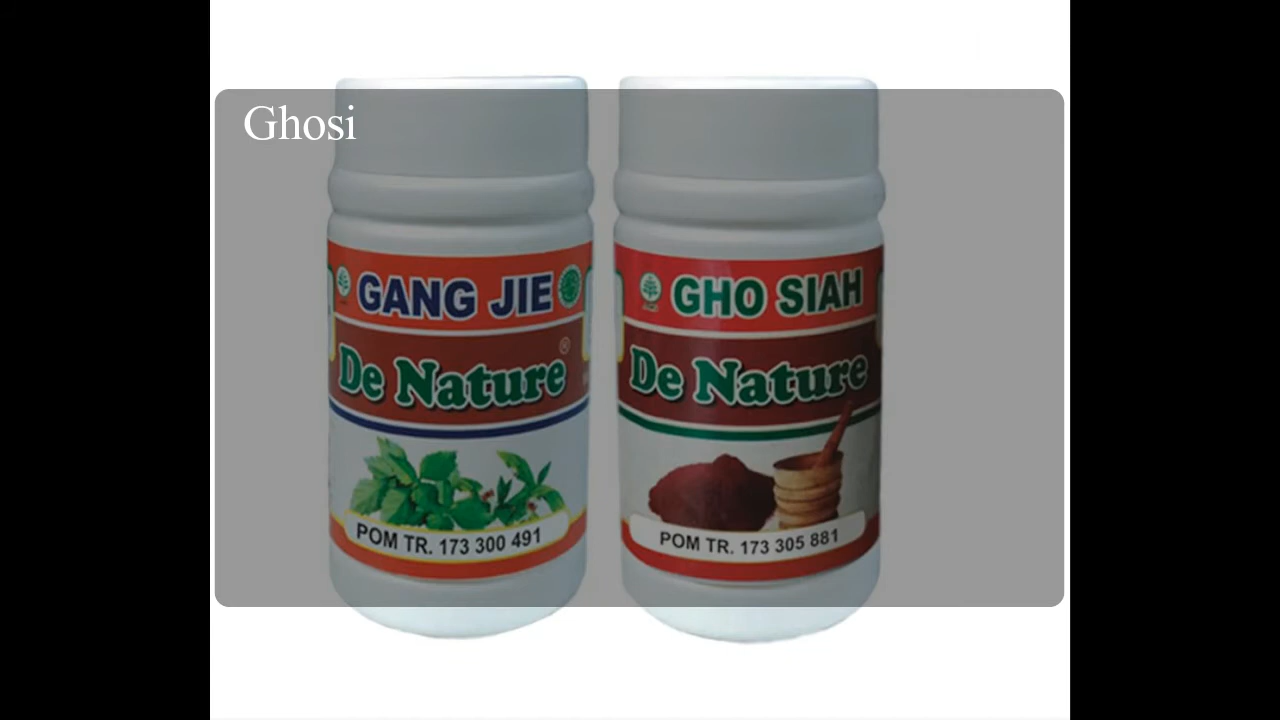 Ghosi
GANG JIE
De Nature®
POM TR. 173 300 491
GHO SIAH
De Nature
POM TR. 173 305 881